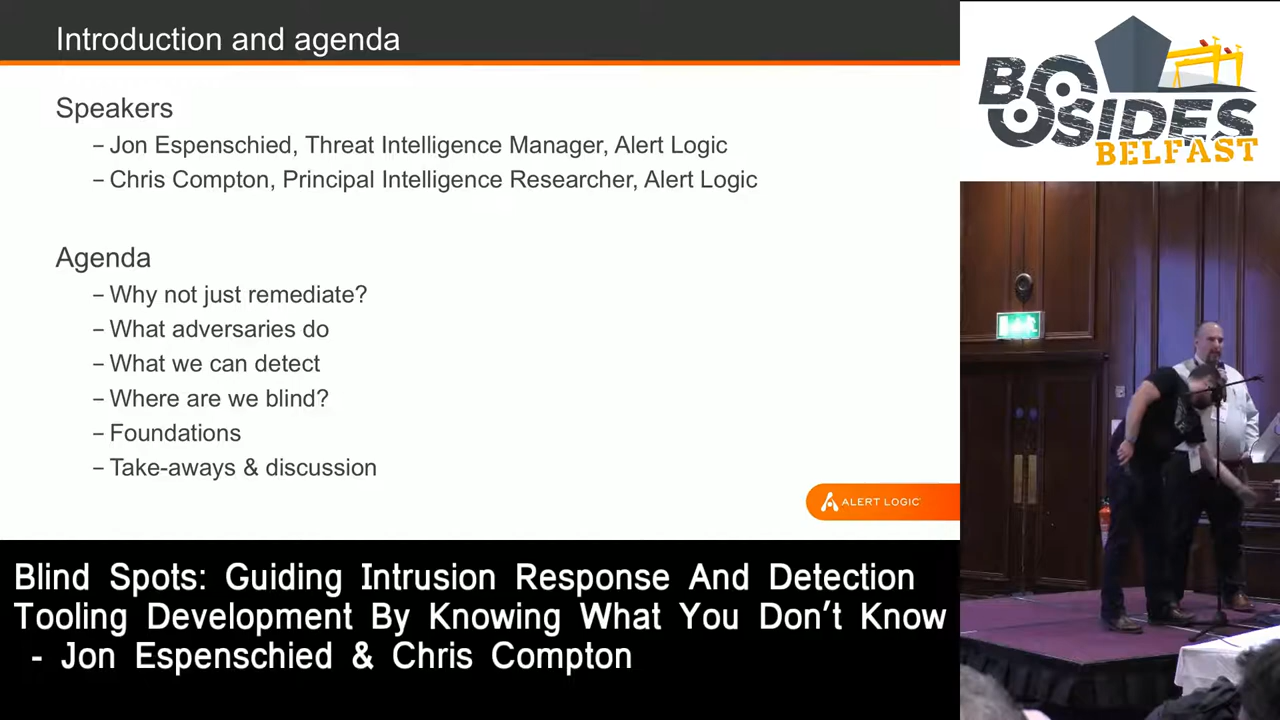 Introduction and agenda
Speakers
– Jon Espenschied, Threat Intelligence Manager, Alert Logic
– Chris Compton, Principal Intelligence Researcher, Alert Logic
Agenda
– Why not just remediate?
– What adversaries do
– What we can detect
– Where are we blind?
– Foundations
– Take-aways & discussion
ALERT LOGIC
BSIDES
BELFAST
Blind Spots: Guiding Intrusion Response And Detection
Tooling Development By Knowing What You Don't Know
- Jon Espenschied & Chris Compton